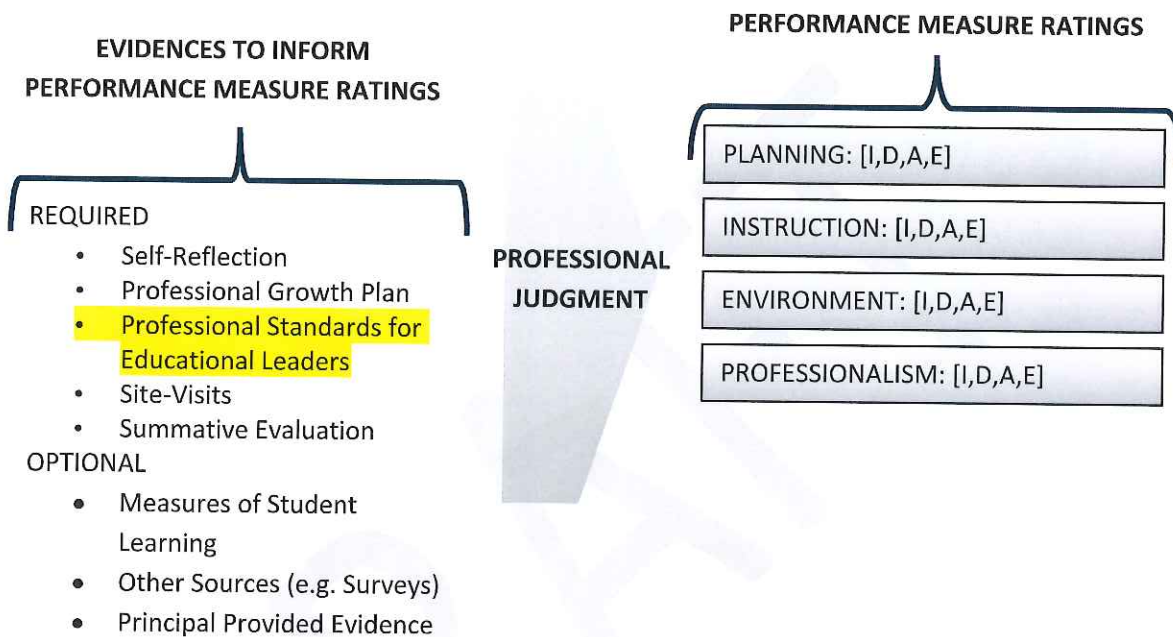 EVIDENCES TO INFORM
PERFORMANCE MEASURE RATINGS
REQUIRED
• Self-Reflection
• Professional Growth Plan
• Professional Standards for
Educational Leaders
• Site-Visits
• Summative Evaluation
OPTIONAL
• Measures of Student
Learning
• Other Sources (e.g. Surveys)
• Principal Provided Evidence
PROFESSIONAL
JUDGMENT
PERFORMANCE MEASURE RATINGS
PLANNING: [I,D,A,E]
INSTRUCTION: [I,D,A,E]
ENVIRONMENT: [I,D,A,E]
PROFESSIONALISM: [I,D,A,E]